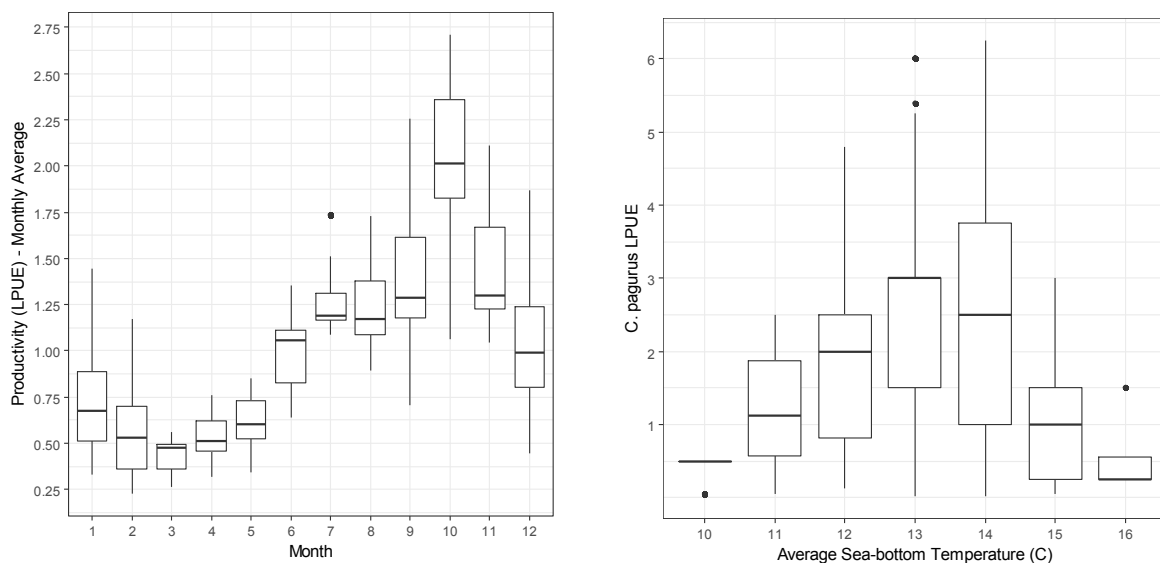 Productivity (LPUE) - Monthly Average
2.75
2.50
2.25
2.00
1.75
1.50
1.25
1.00
0.75
0.50
0.25
1 2 3 4 5 6 7 8 9 10 11 12
Month
C. pagurus LPUE
6
5
4
3
2
1
10 11 12 13 14 15 16
Average Sea-bottom Temperature (C)